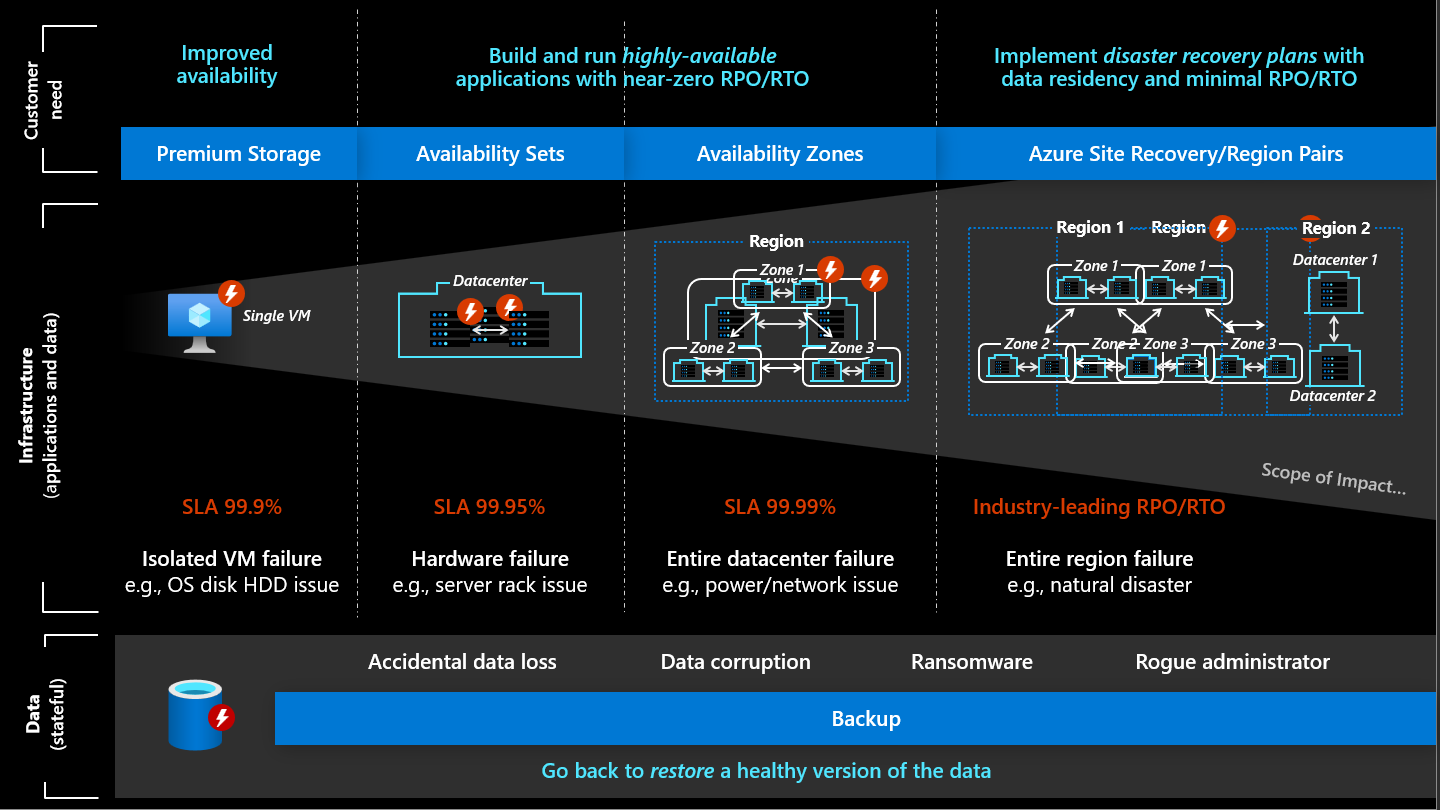 Customer
need
Improved
availability
Build and run highly-available
applications with near-zero RPO/RTO
Implement disaster recovery plans with
data residency and minimal RPO/RTO
Premium Storage
Availability Sets
Availability Zones
Azure Site Recovery/Region Pairs
Infrastructure
(applications and data)
Single VM
Datacenter
Region
Zone 1
Zone 2
Zone 3
Region 1
Region
Region 2
Zone 1
Zone 1
Zone 2
Zone 2
Zone 3
Zone 3
Datacenter 1
Datacenter 2
Scope of Impact...
SLA 99.9%
SLA 99.95%
SLA 99.99%
Industry-leading RPO/RTO
Isolated VM failure
e.g., OS disk HDD issue
Hardware failure
e.g., server rack issue
Entire datacenter failure
e.g., power/network issue
Entire region failure
e.g., natural disaster
Data
(stateful)
Accidental data loss
Data corruption
Ransomware
Rogue administrator
Backup
Go back to restore a healthy version of the data